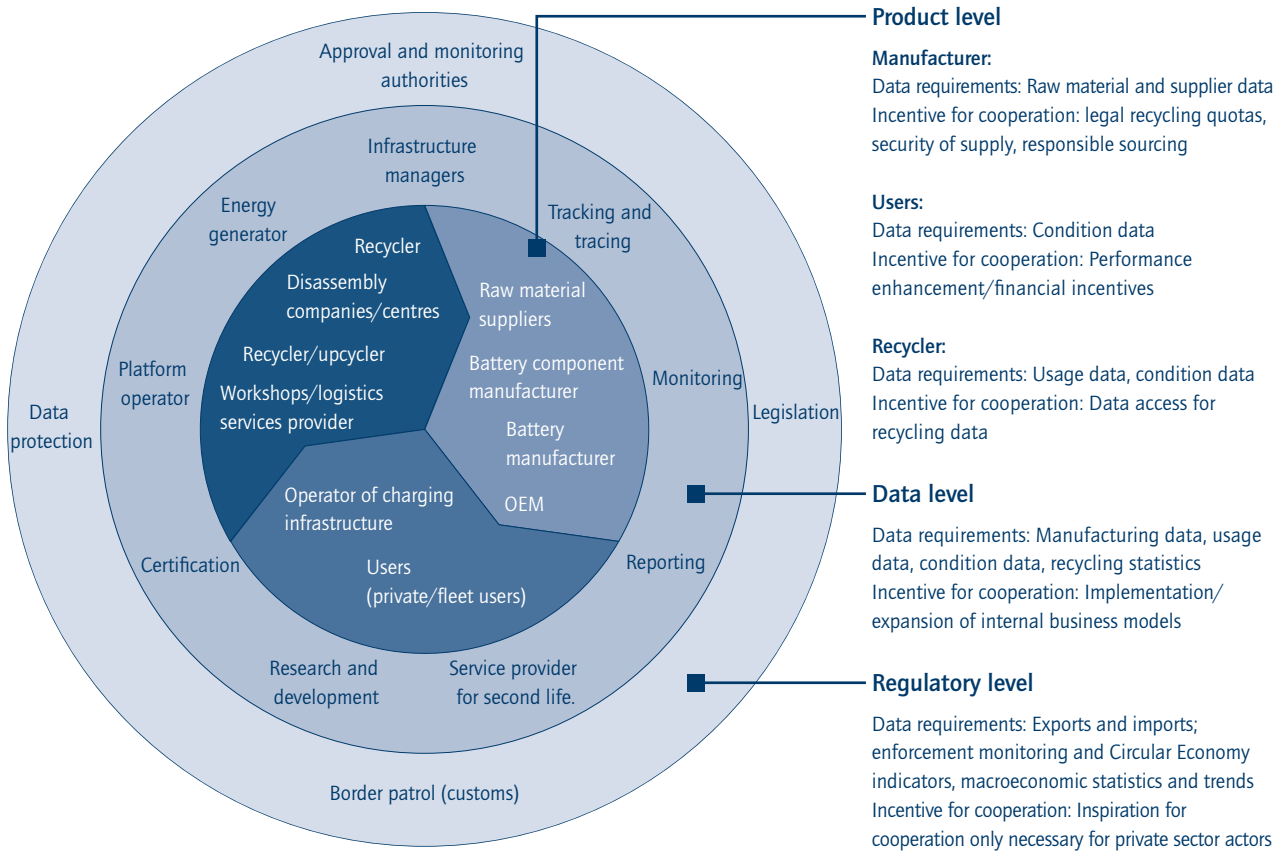 Approval and monitoring
authorities
Infrastructure
managers
Energy
generator
Tracking and
tracing
Platform
operator
Monitoring
Data
protection
Legislation
Certification
Reporting
Research and
development
Service provider
for second life.
Border patrol (customs)
Recycler
Disassembly
companies/centres
Recycler/upcycler
Workshops/logistics
services provider
Raw material
suppliers
Battery component
manufacturer
Battery
manufacturer
OEM
Operator of charging
infrastructure
Users
(private/fleet users)
Product level
Manufacturer:
Data requirements: Raw material and supplier data
Incentive for cooperation: legal recycling quotas,
security of supply, responsible sourcing
Users:
Data requirements: Condition data
Incentive for cooperation: Performance
enhancement/financial incentives
Recycler:
Data requirements: Usage data, condition data
Incentive for cooperation: Data access for
recycling data
Data level
Data requirements: Manufacturing data, usage
data, condition data, recycling statistics
Incentive for cooperation: Implementation/
expansion of internal business models
Regulatory level
Data requirements: Exports and imports;
enforcement monitoring and Circular Economy
indicators, macroeconomic statistics and trends
Incentive for cooperation: Inspiration for
cooperation only necessary for private sector actors